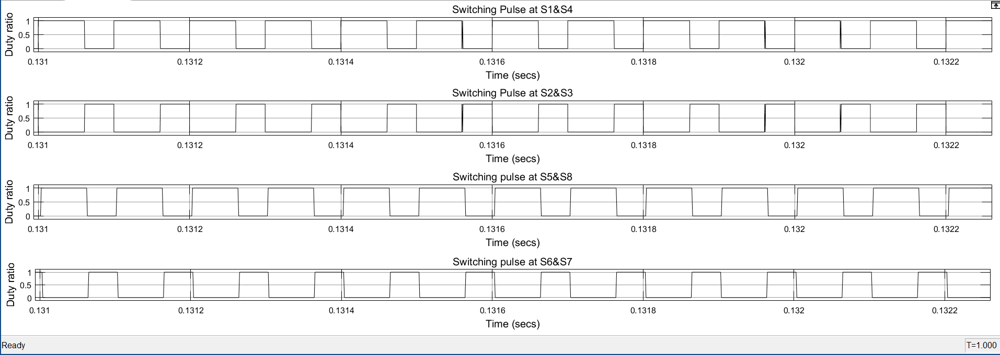 Switching Pulse at S1&S4
Duty ratio
1
0.5
0
0.131 0.1312 0.1314 0.1316 0.1318 0.132 0.1322
Time (secs)
Switching Pulse at S2&S3
Duty ratio
1
0.5
0
0.131 0.1312 0.1314 0.1316 0.1318 0.132 0.1322
Time (secs)
Switching pulse at S5&S8
Duty ratio
1
0.5
0
0.131 0.1312 0.1314 0.1316 0.1318 0.132 0.1322
Time (secs)
Switching pulse at S6&S7
Duty ratio
1
0.5
0
0.131 0.1312 0.1314 0.1316 0.1318 0.132 0.1322
Time (secs)
Ready T=1.000